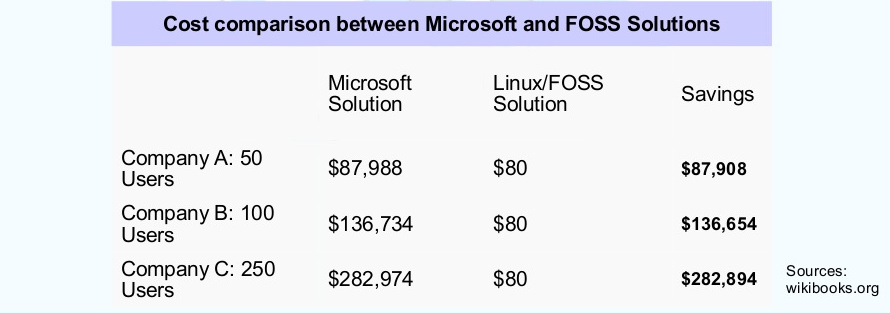 Cost comparison between Microsoft and FOSS Solutions
Microsoft
Solution
Linux/FOSS
Solution
Savings
Company A: 50
Users
$87,988
$80
$87,908
Company B: 100
Users
$136,734
$80
$136,654
Company C: 250
Users
$282,974
$80
$282,894
Sources:
wikibooks.org